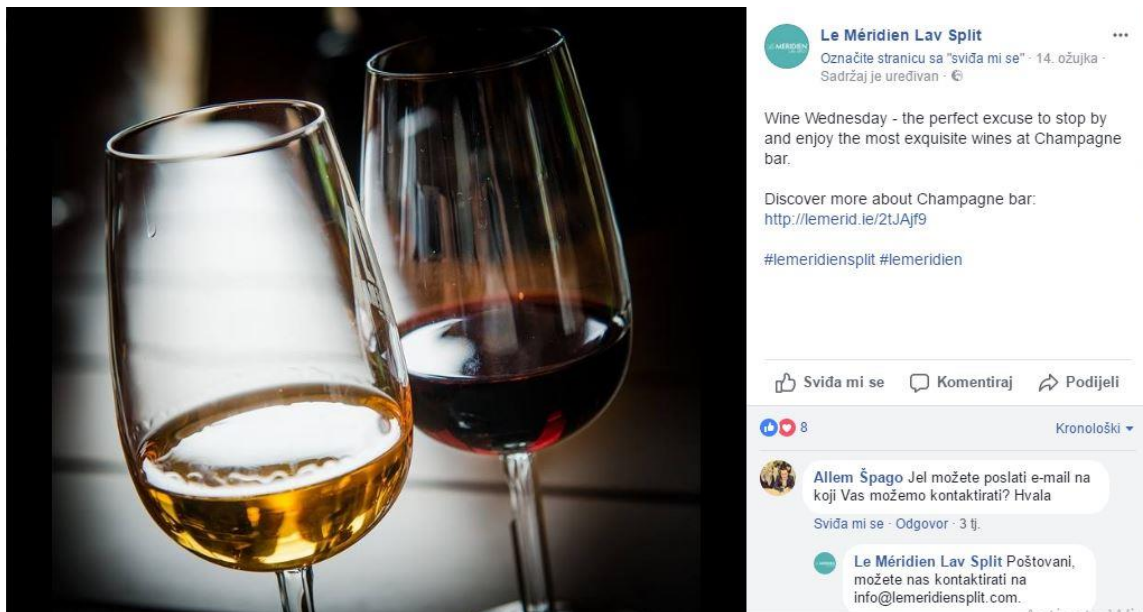 Le Méridien Lav Split
Označite stranicu sa "sviđa mi se" · 14. ožujka ·
Sadržaj je uređivan ·
Wine Wednesday - the perfect excuse to stop by
and enjoy the most exquisite wines at Champagne
bar.
Discover more about Champagne bar:
http://lemerid.ie/2tJAjf9
#lemeridiensplit #lemeridien
Sviđa mi se Komentiraj Podijeli
8 Kronološki
Allem Špago Jel možete poslati e-mail na
koji Vas možemo kontaktirati? Hvala
Sviđa mi se · Odgovor · 3 tj.
Le Méridien Lav Split Poštovani,
možete nas kontaktirati na
info@lemeridiensplit.com.